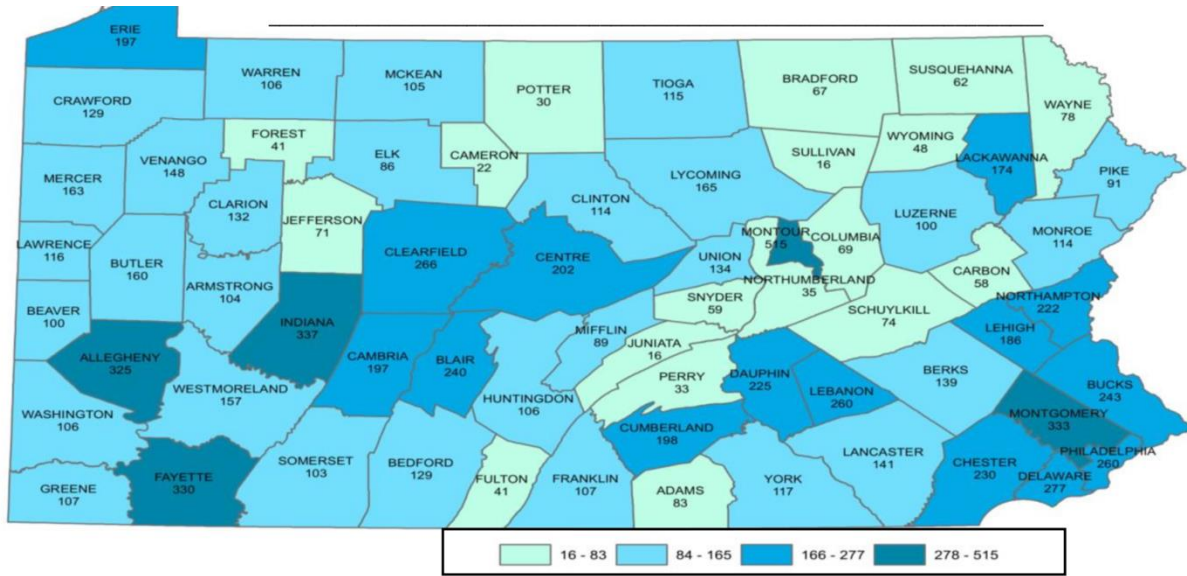 ERIE
197
WARREN
106
MCKEAN
105
POTTER
30
TIOGA
115
BRADFORD
67
SUSQUEHANNA
62
WAYNE
78
CRAWFORD
129
FOREST
41
ELK
86
CAMERON
22
SULLIVAN
16
WYOMING
48
LACKAWANNA
174
PIKE
91
MERCER
163
VENANGO
148
CLARION
132
JEFFERSON
71
CLINTON
114
LYCOMING
165
LUZERNE
100
MONROE
114
LAWRENCE
116
BUTLER
160
ARMSTRONG
104
CLEARFIELD
266
CENTRE
202
UNION
134
MONTOUR
515
COLUMBIA
69
CARBON
58
BEAVER
100
INDIANA
337
SNYDER
59
NORTHUMBERLAND
35
SCHUYLKILL
74
NORTHAMPTON
222
LEHIGH
186
ALLEGHENY
325
WESTMORELAND
157
CAMBRIA
197
BLAIR
240
HUNTINGDON
106
MIFFLIN
89
JUNIATA
16
PERRY
33
DAUPHIN
225
LEBANON
260
BERKS
139
BUCKS
243
WASHINGTON
106
CUMBERLAND
198
MONTGOMERY
333
PHILADELPHIA
260
GREENE
107
FAYETTE
330
SOMERSET
103
BEDFORD
129
FULTON
41
FRANKLIN
107
ADAMS
83
YORK
117
LANCASTER
141
CHESTER
230
DELAWARE
277
16 - 83 84 - 165 166 - 277 278 - 515